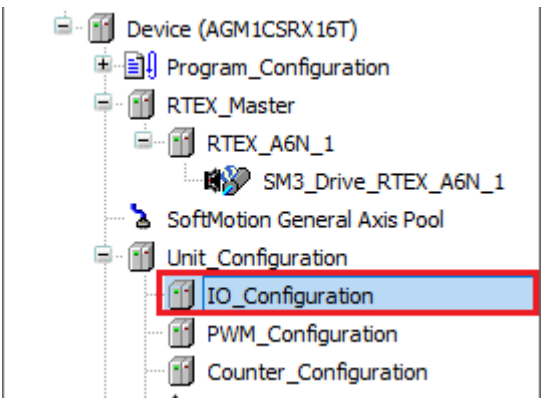 Device (AGM1CSRX16T)
Program_Configuration
RTEX_Master
RTEX_A6N_1
SM3_Drive_RTEX_A6N_1
SoftMotion General Axis Pool
Unit_Configuration
IO_Configuration
PWM_Configuration
Counter_Configuration